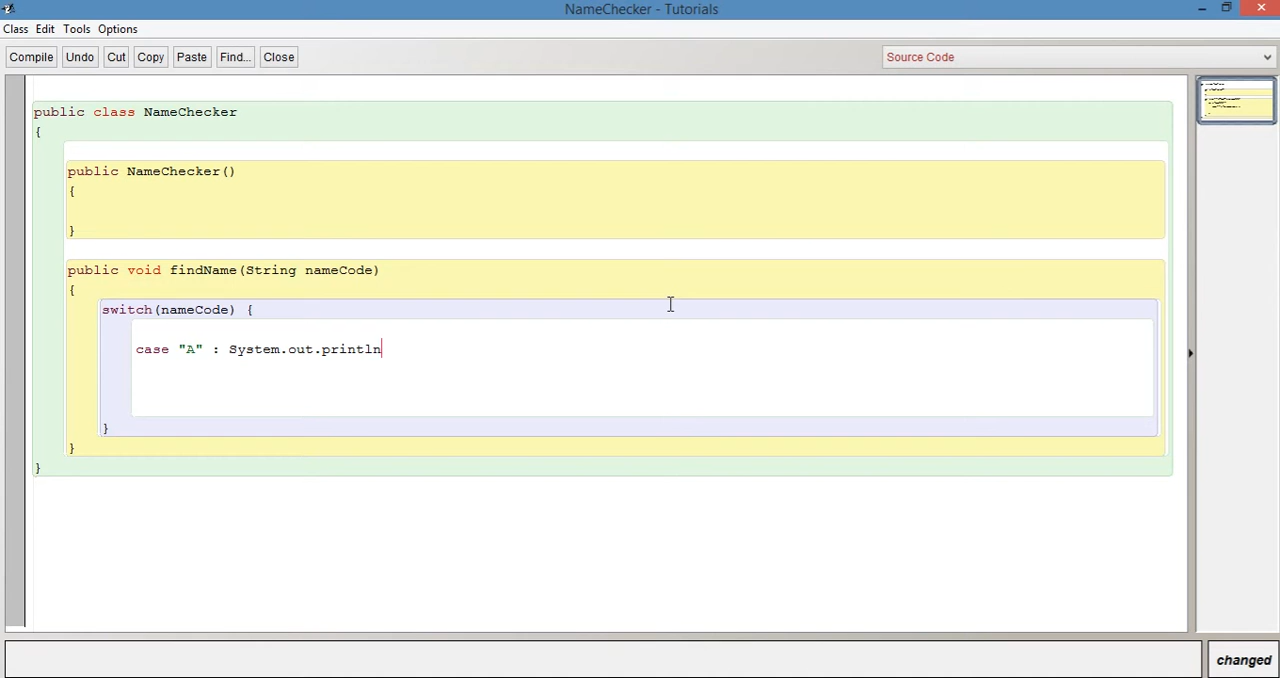 NameChecker - Tutorials
Class Edit Tools Options
Compile Undo Cut Copy Paste Find... Close Source Code
public class NameChecker
{
public NameChecker()
{
}
public void findName(String nameCode)
{
switch(nameCode) {
case "A" : System.out.println
}
}
}
changed